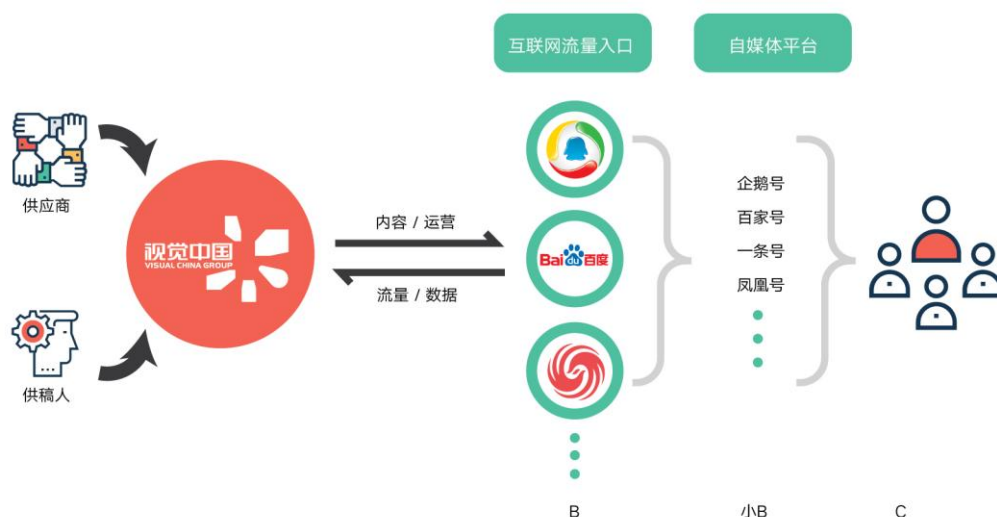 互联网流量入口
自媒体平台
供应商
供稿人
视觉中国
VISUAL CHINA GROUP
内容 / 运营
流量 / 数据
Bai du 百度
企鹅号
百家号
一条号
凤凰号
B
小B
C